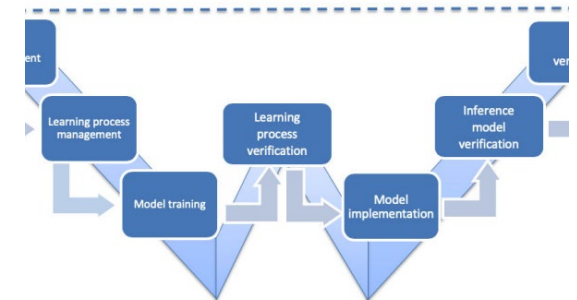 ent
ver
Learning process
management
Learning
process
verification
Inference
model
verification
Model training
Model
implementation